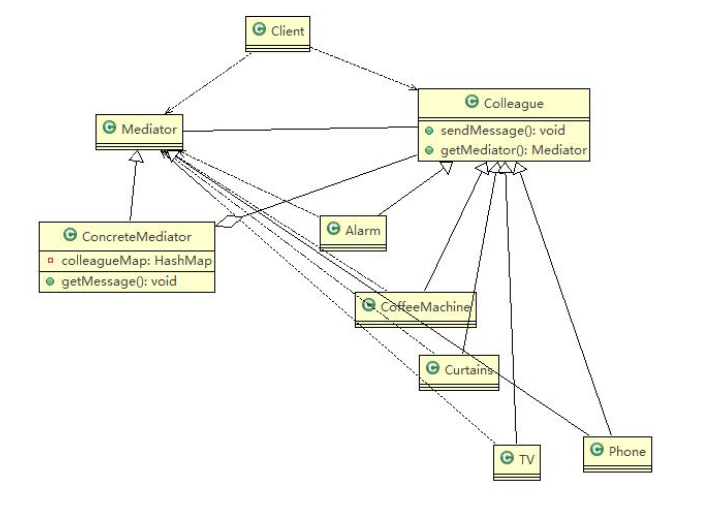 Client
Colleague
sendMessage(): void
getMediator(): Mediator
Mediator
ConcreteMediator
colleagueMap: HashMap
getMessage(): void
Alarm
CoffeeMachine
Curtains
TV
Phone